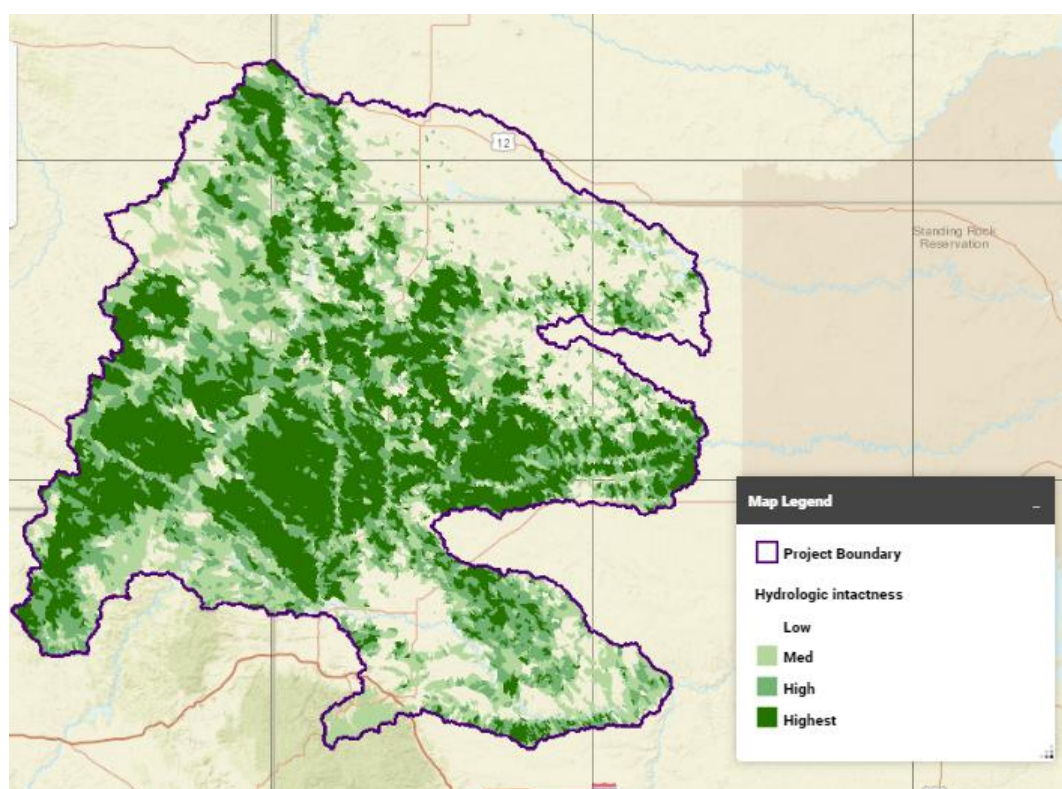 12
Standing Rock
Reservation
Map Legend
Project Boundary
Hydrologic intactness
Low
Med
High
Highest